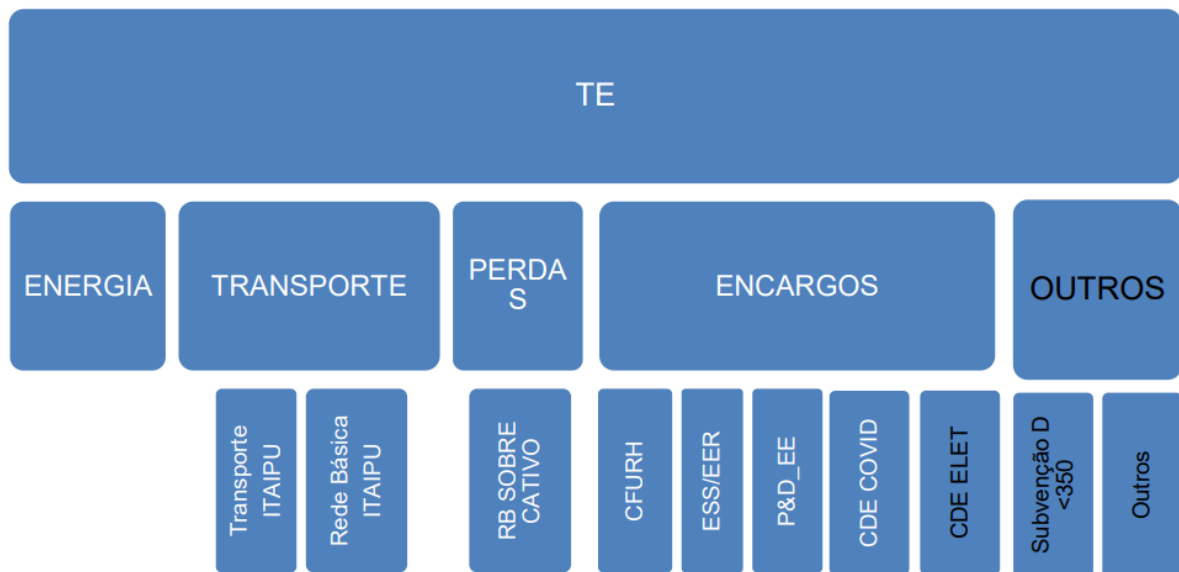 TE
ENERGIA
TRANSPORTE
PERDA
S
ENCARGOS
OUTROS
Transporte
ITAIPU
Rede Básica
ITAIPU
RB SOBRE
CATIVO
CFURH
ESS/EER
P&D_EE
CDE COVID
CDE ELET
Subvenção D
<350
Outros